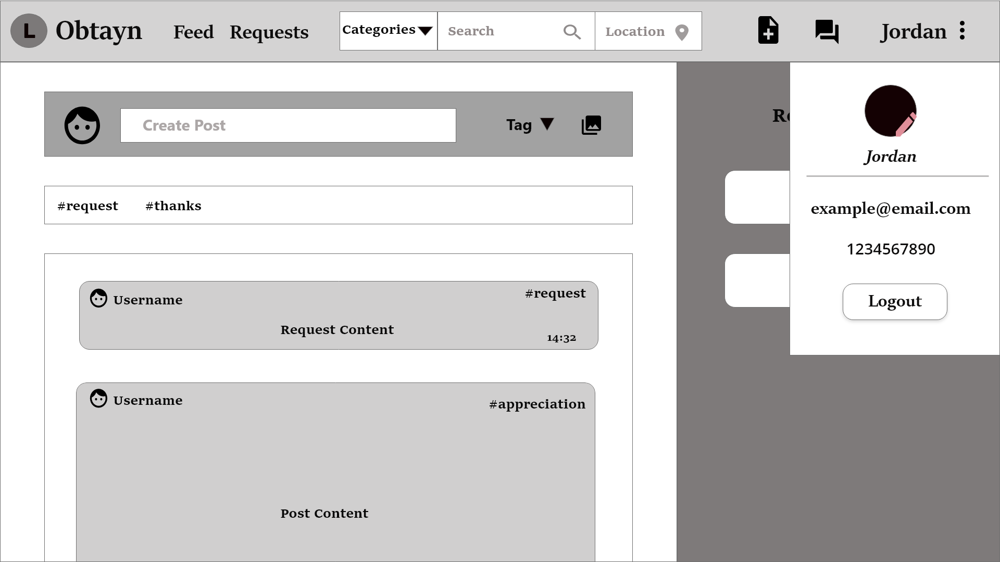 L Obtayn Feed Requests Categories Search Location Jordan
Create Post Tag
#request #thanks
Username #request
Request Content
14:32
Username #appreciation
Post Content
Jordan
example@email.com
1234567890
Logout